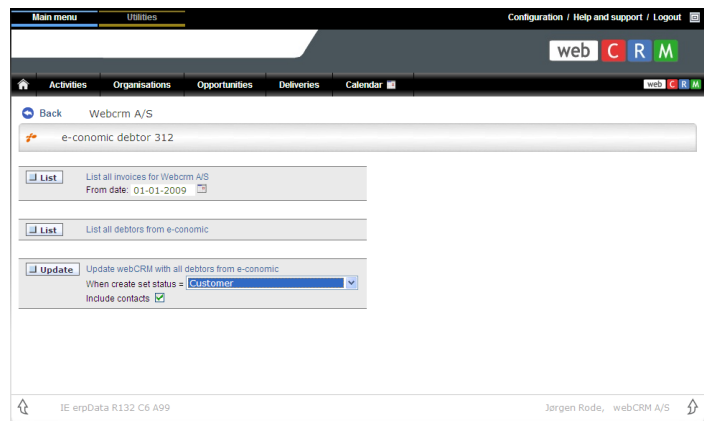 Main menu Utilities Configuration / Help and support / Logout
web C R M
Activities Organisations Opportunities Deliveries Calendar web C R M
Back Webcrm A/S
e-conomic debtor 312
List List all invoices for Webcrm A/S
From date: 01-01-2009
List List all debtors from e-conomic
Update Update webCRM with all debtors from e-conomic
When create set status = Customer
Include contacts
IE erpData R132 C6 A99 Jørgen Rode, webCRM A/S